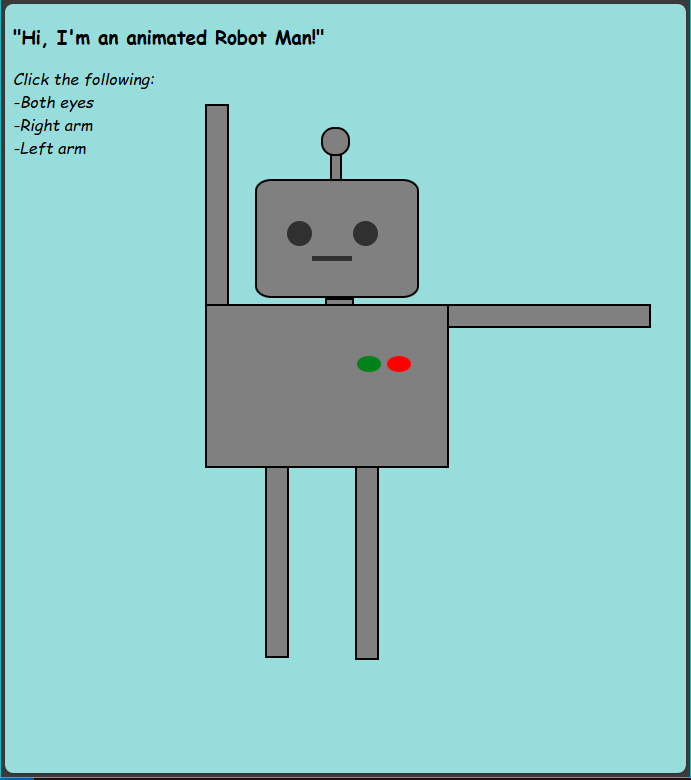 "Hi, I'm an animated Robot Man!"
Click the following:
-Both eyes
-Right arm
-Left arm